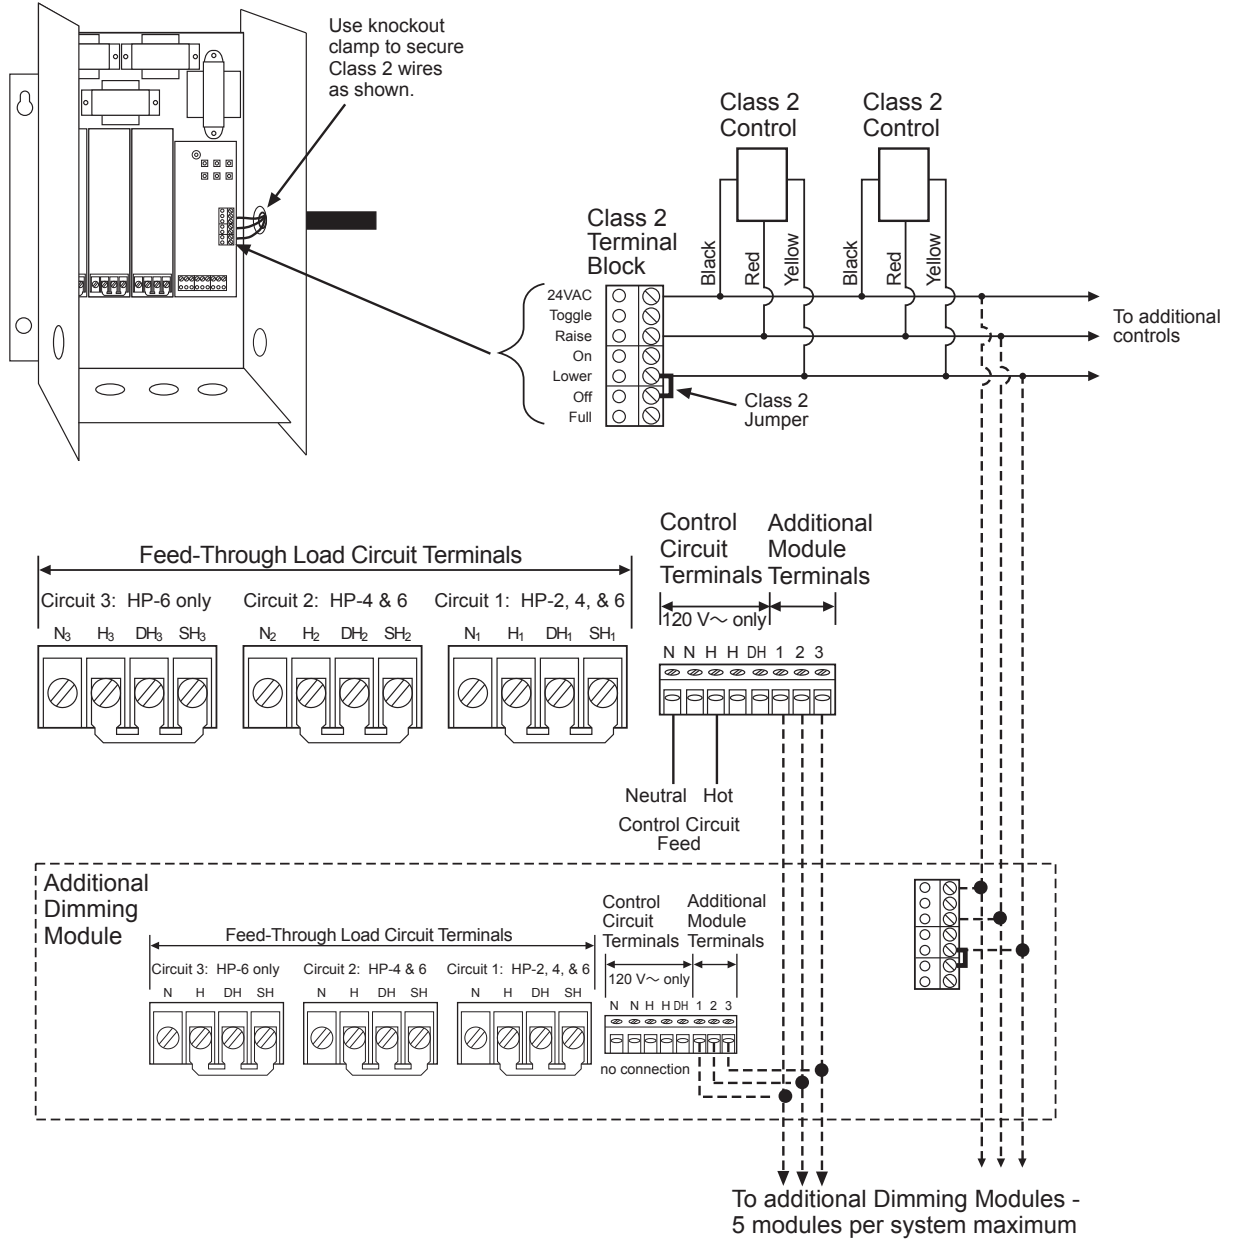 Use knockout
clamp to secure
Class 2 wires
as shown.
Class 2
Control
Class 2
Control
Black
Red
Yellow
Black
Red
Yellow
Class 2
Terminal
Block
24VAC
Toggle
Raise
On
Lower
Off
Full
To additional
controls
Class 2
Jumper
Feed-Through Load Circuit Terminals
Circuit 3: HP-6 only
Circuit 2: HP-4 & 6
Circuit 1: HP-2, 4, & 6
N3 H3 DH3 SH3
N2 H2 DH2 SH2
N1 H1 DH1 SH1
Control
Circuit
Terminals
Additional
Module
Terminals
120 V~ only
N N H H DH 1 2 3
Neutral Hot
Control Circuit
Feed
Additional
Dimming
Module
Feed-Through Load Circuit Terminals
Circuit 3: HP-6 only
Circuit 2: HP-4 & 6
Circuit 1: HP-2, 4, & 6
N H DH SH
N H DH SH
N H DH SH
Control
Circuit
Terminals
Additional
Module
Terminals
120 V~ only
N N H H DH 1 2 3
no connection
To additional Dimming Modules -
5 modules per system maximum